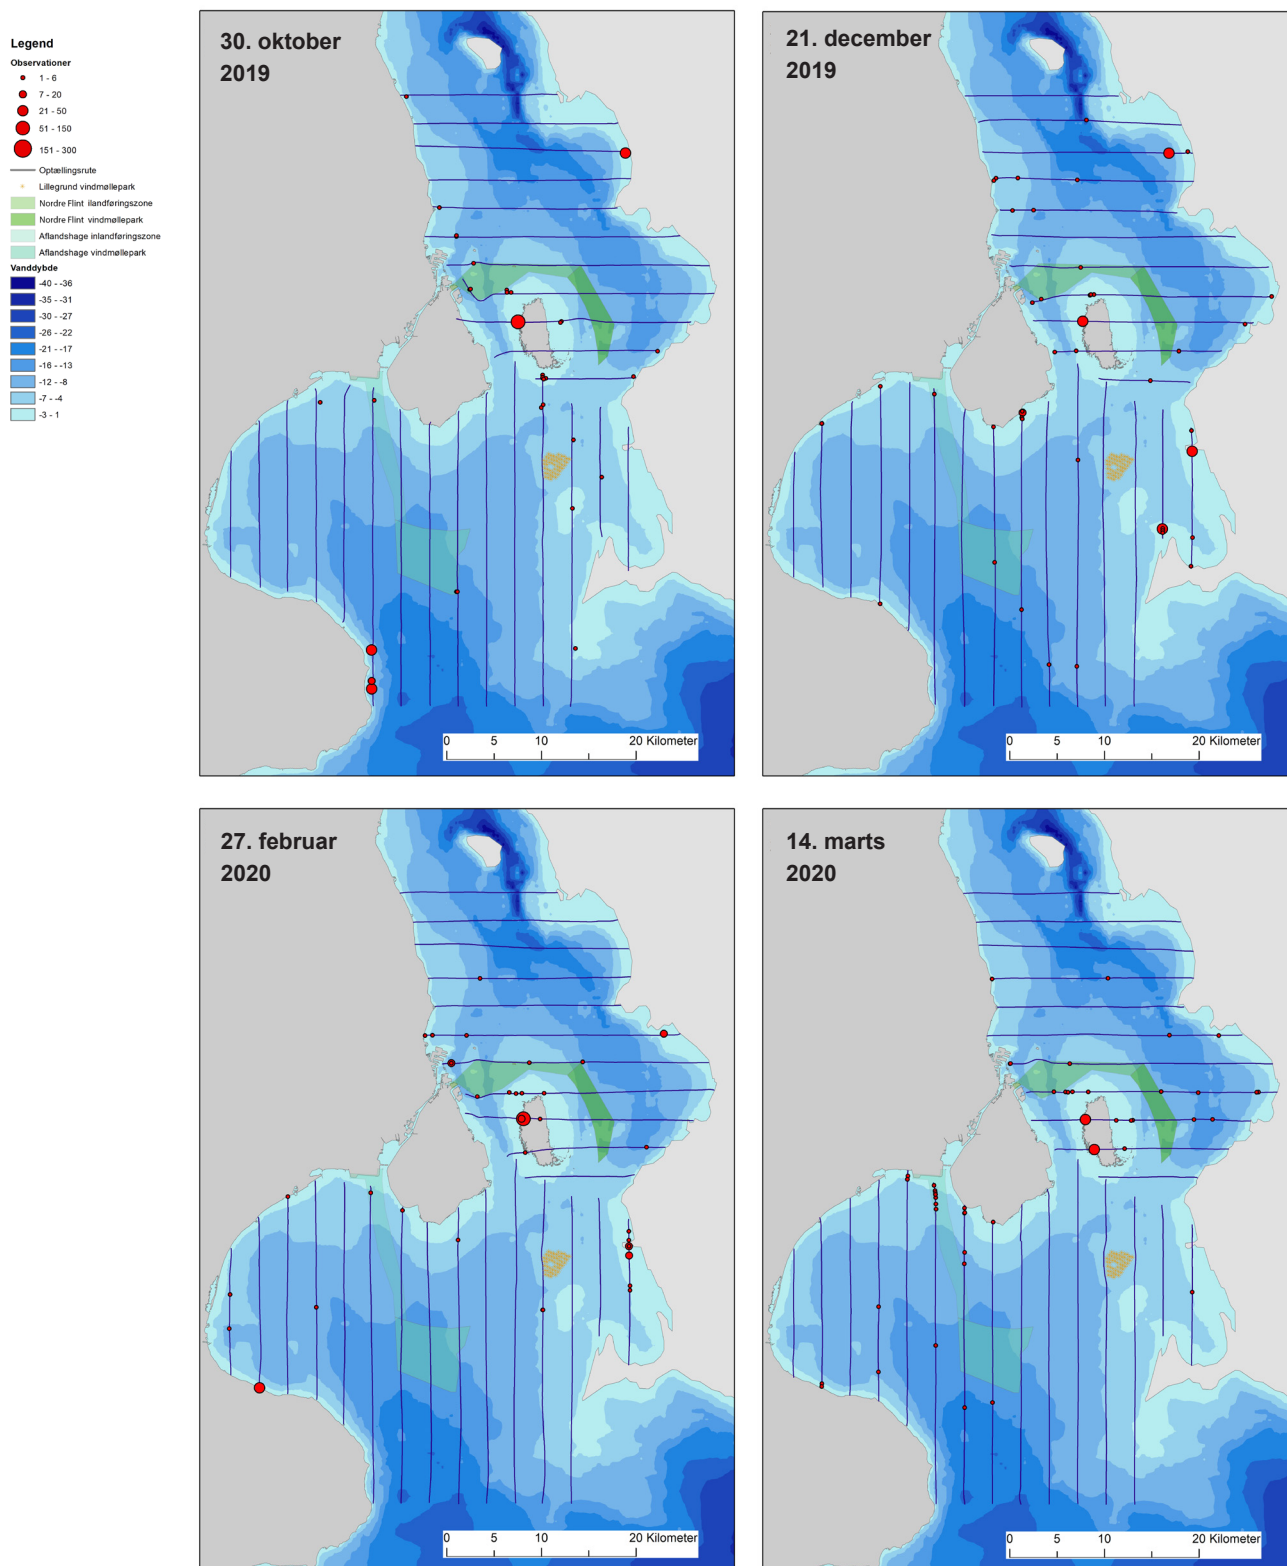 Legend
Observationer
1 - 6
7 - 20
21 - 50
51 - 150
151 - 300
Optællingsrute
Lillegrund vindmøllepark
Nordre Flint ilandføringszone
Nordre Flint vindmøllepark
Aflandshage inlandføringszone
Aflandshage vindmøllepark
Vanddybde
-40 - -36
-35 - -31
-30 - -27
-26 - -22
-21 - -17
-16 - -13
-12 - -8
-7 - -4
-3 - 1
30. oktober
2019
0 5 10 20 Kilometer
21. december
2019
0 5 10 20 Kilometer
27. februar
2020
0 5 10 20 Kilometer
14. marts
2020
0 5 10 20 Kilometer